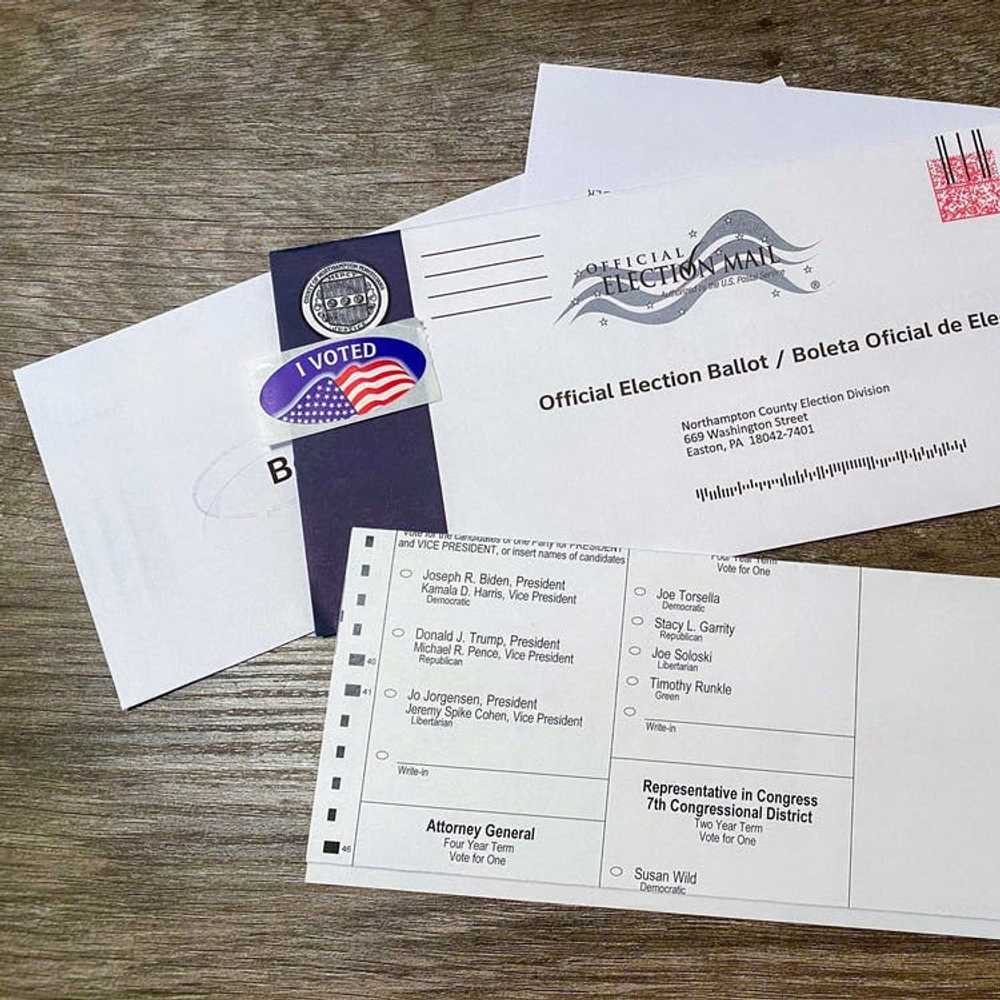 OFFICIAL
ELECTION MAIL
Authorized by the U.S. Postal Service
®
COUNTY OF NORTHAMPTON PENNSYLVANIA
JUSTICE
I VOTED
Official Election Ballot / Boleta Oficial de Ele
Northampton County Election Division
669 Washington Street
Easton, PA 18042-7401
B
Vote for the candidates of one Party for PRESIDENT
and VICE PRESIDENT, or insert names of candidates
Joseph R. Biden, President
Kamala D. Harris, Vice President
Democratic
Donald J. Trump, President
Michael R. Pence, Vice President
Republican
40
41
Jo Jorgensen, President
Jeremy Spike Cohen, Vice President
Libertarian
Write-in
Attorney General
Four Year Term
Vote for One
46
Four Year Term
Vote for One
Joe Torsella
Democratic
Stacy L. Garrity
Republican
Joe Soloski
Libertarian
Timothy Runkle
Green
Write-in
Representative in Congress
7th Congressional District
Two Year Term
Vote for One
Susan Wild
Democratic